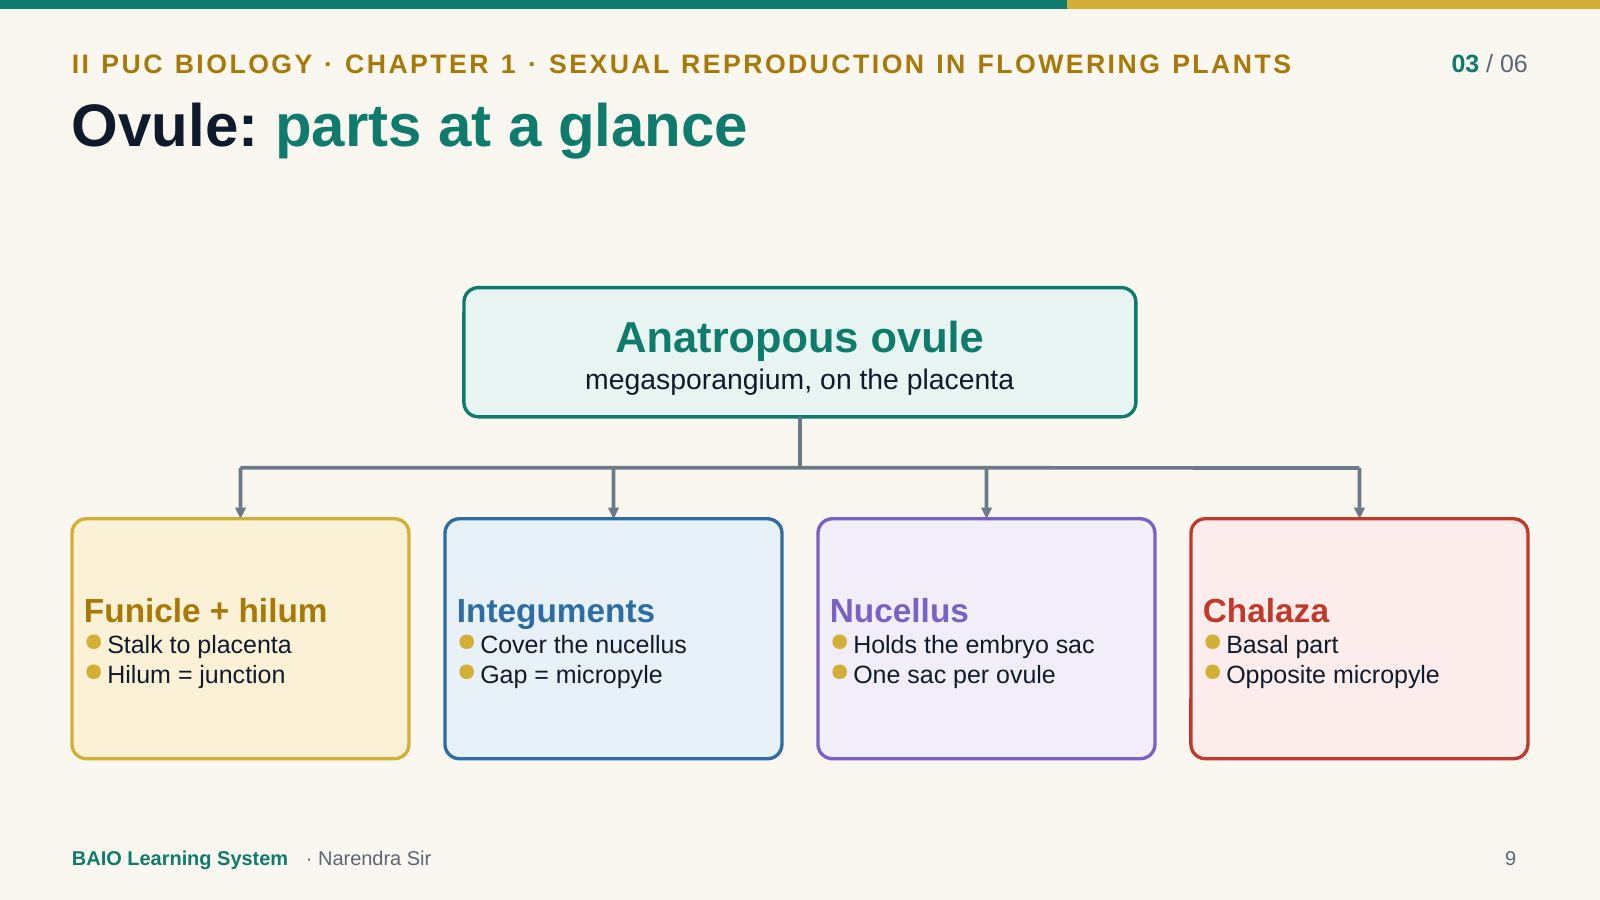 II PUC BIOLOGY · CHAPTER 1 · SEXUAL REPRODUCTION IN FLOWERING PLANTS
03 / 06
Ovule: parts at a glance
Anatropous ovule
megasporangium, on the placenta
Funicle + hilum
Stalk to placenta
Hilum = junction
Integuments
Cover the nucellus
Gap = micropyle
Nucellus
Holds the embryo sac
One sac per ovule
Chalaza
Basal part
Opposite micropyle
BAIO Learning System · Narendra Sir
9